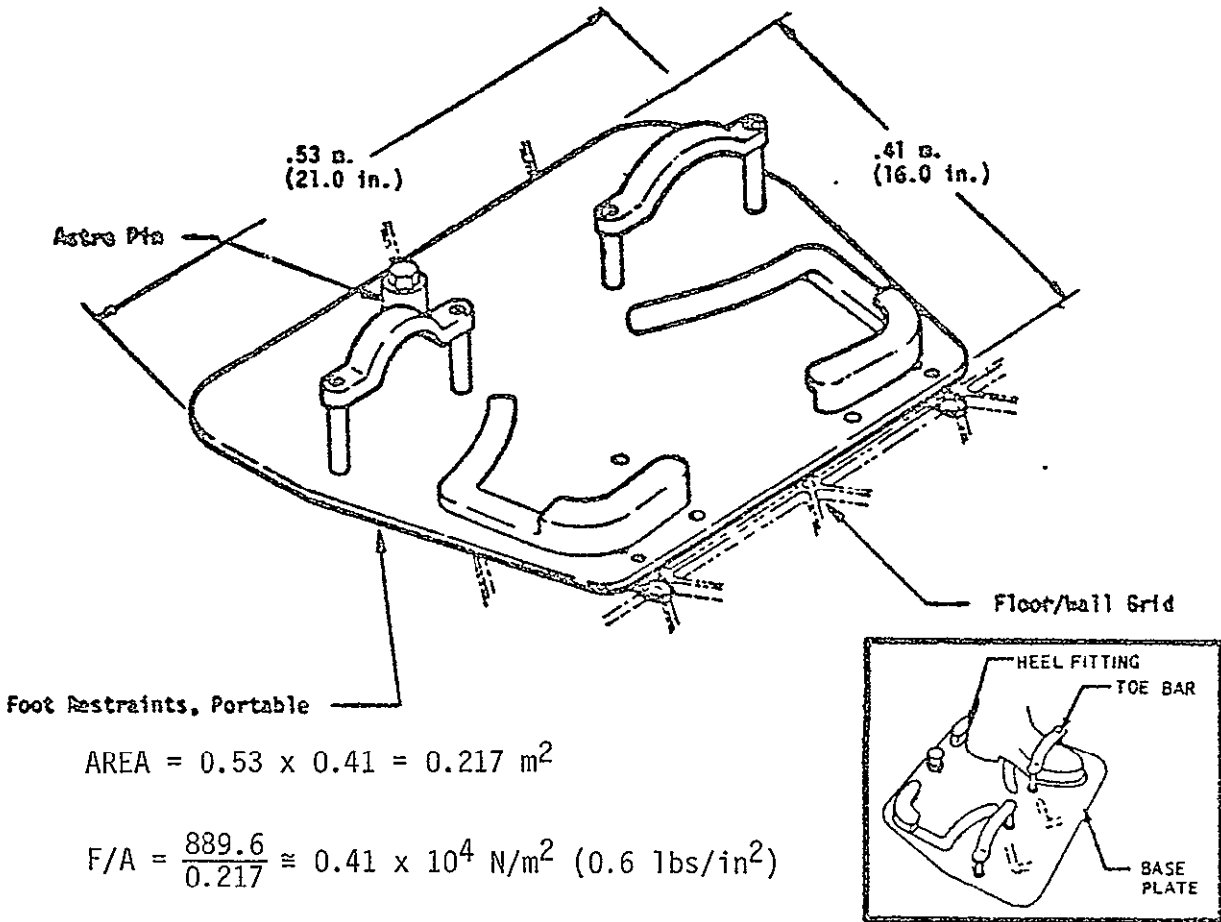 .53 m.
(21.0 in.)
.41 m.
(16.0 in.)
Astro Pin
Floor/wall Grid
HEEL FITTING
TOE BAR
Foot Restraints, Portable
AREA = 0.53 x 0.41 = 0.217 m²
F/A = 889.6/0.217 ≅ 0.41 x 10⁴ N/m² (0.6 lbs/in²)
BASE
PLATE